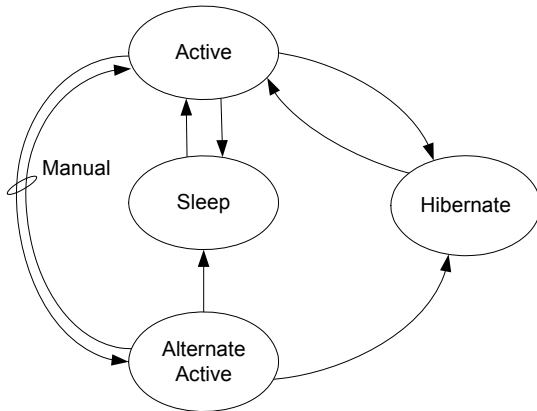 Active
Manual
Sleep
Hibernate
Alternate
Active